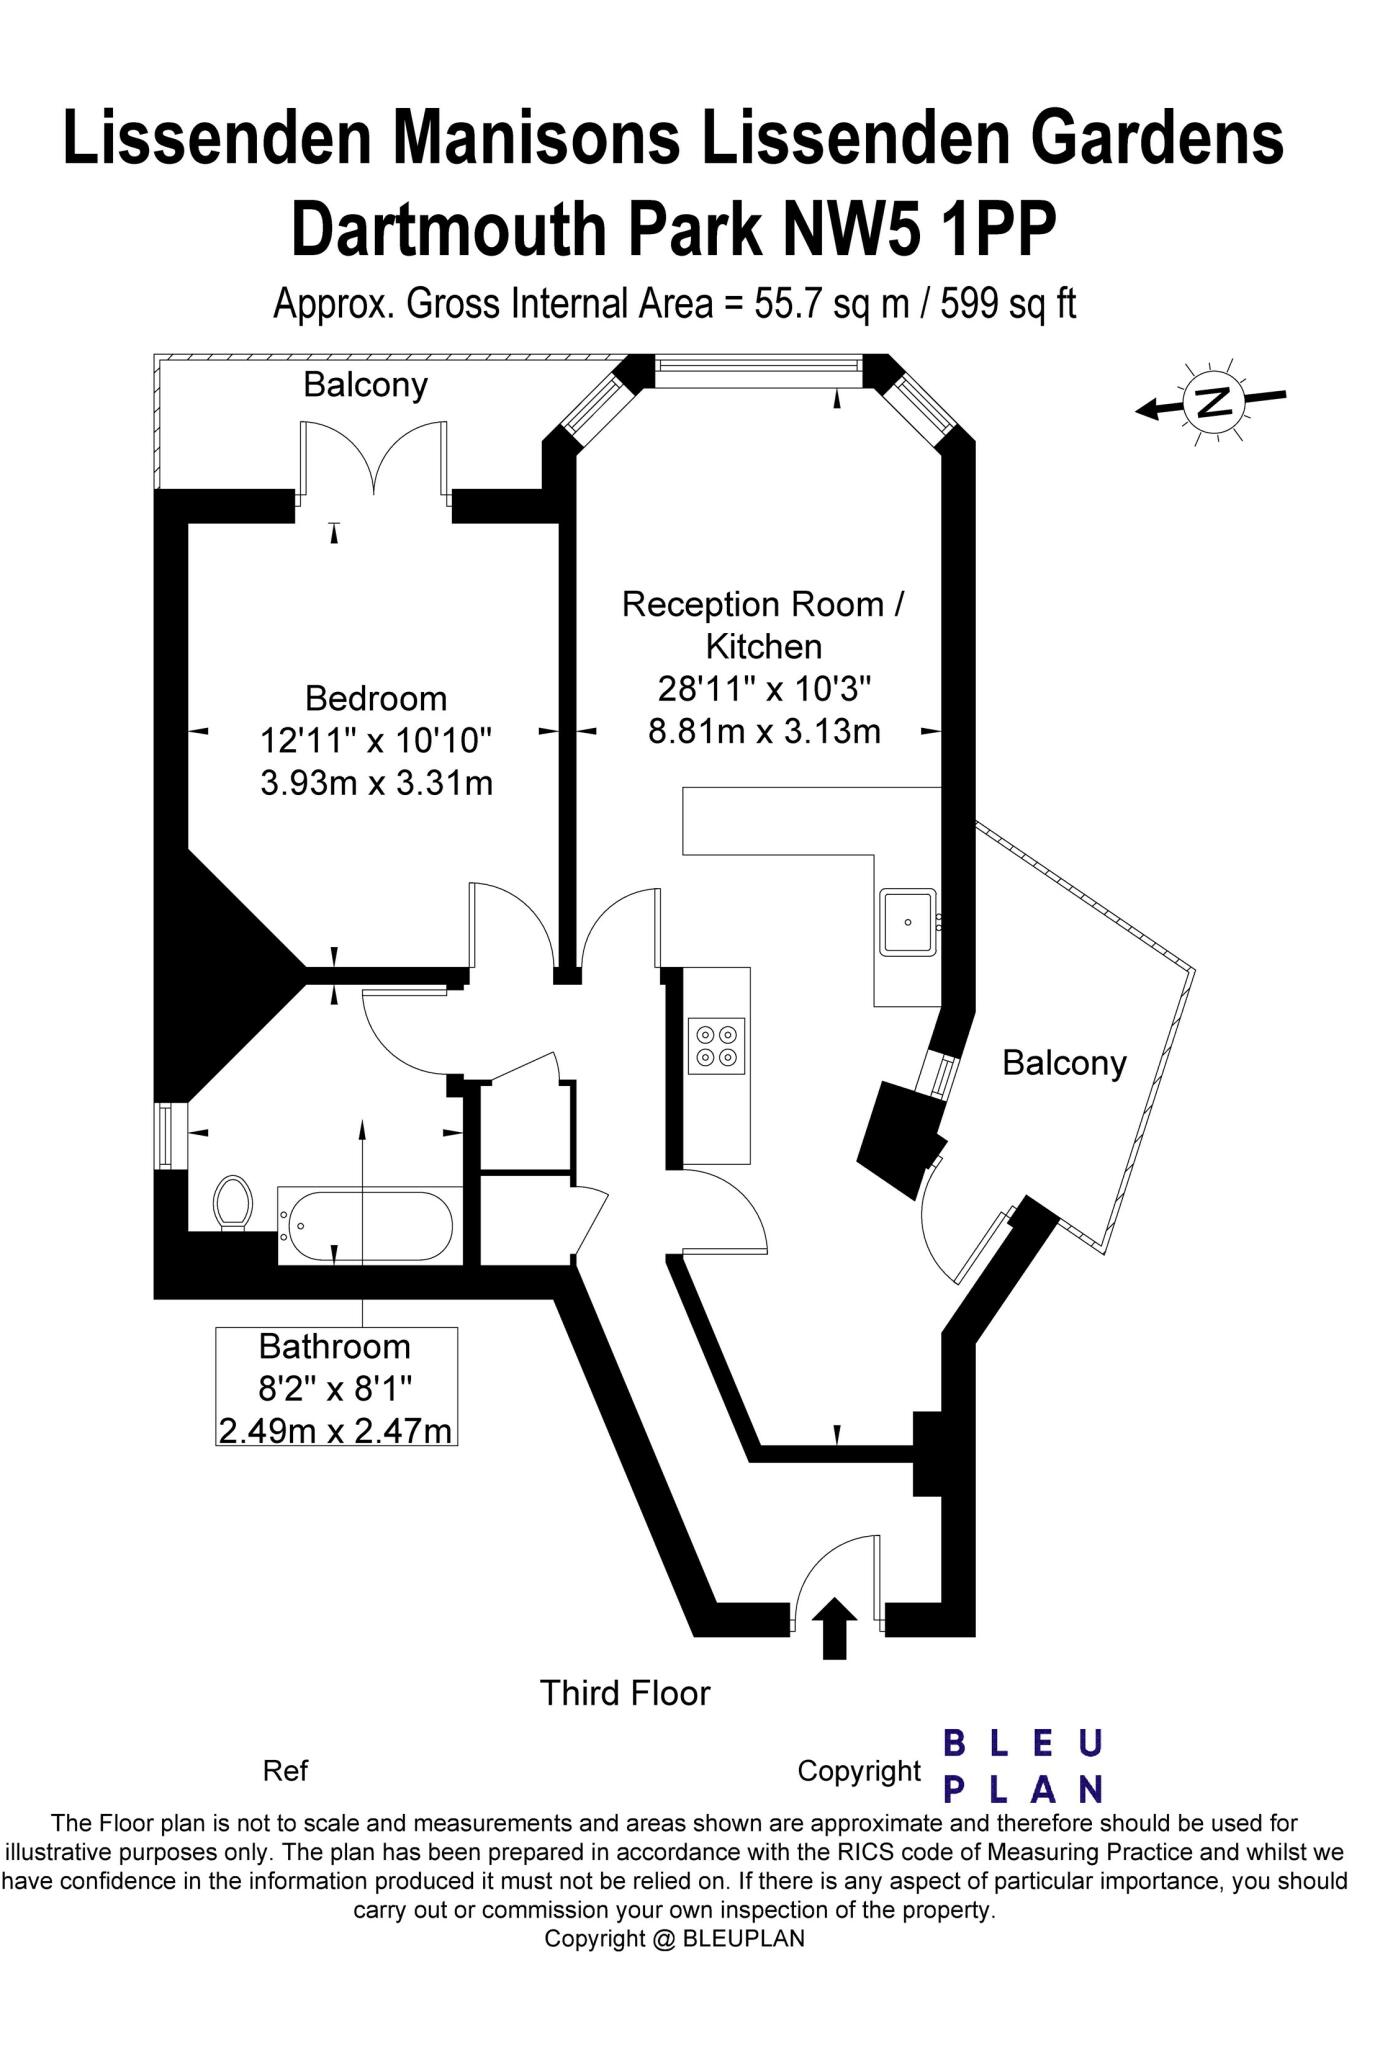 Lissenden Manisons Lissenden Gardens
Dartmouth Park NW5 1PP
Approx. Gross Internal Area = 55.7 sq m / 599 sq ft
Balcony
N
Reception Room /
Kitchen
28'11" x 10'3"
8.81m x 3.13m
Bedroom
12'11" x 10'10"
3.93m x 3.31m
Balcony
Bathroom
8'2" x 8'1"
2.49m x 2.47m
Third Floor
Ref
Copyright
BLEU
PLAN
The Floor plan is not to scale and measurements and areas shown are approximate and therefore should be used for
illustrative purposes only. The plan has been prepared in accordance with the RICS code of Measuring Practice and whilst we
have confidence in the information produced it must not be relied on. If there is any aspect of particular importance, you should
carry out or commission your own inspection of the property.
Copyright @ BLEUPLAN